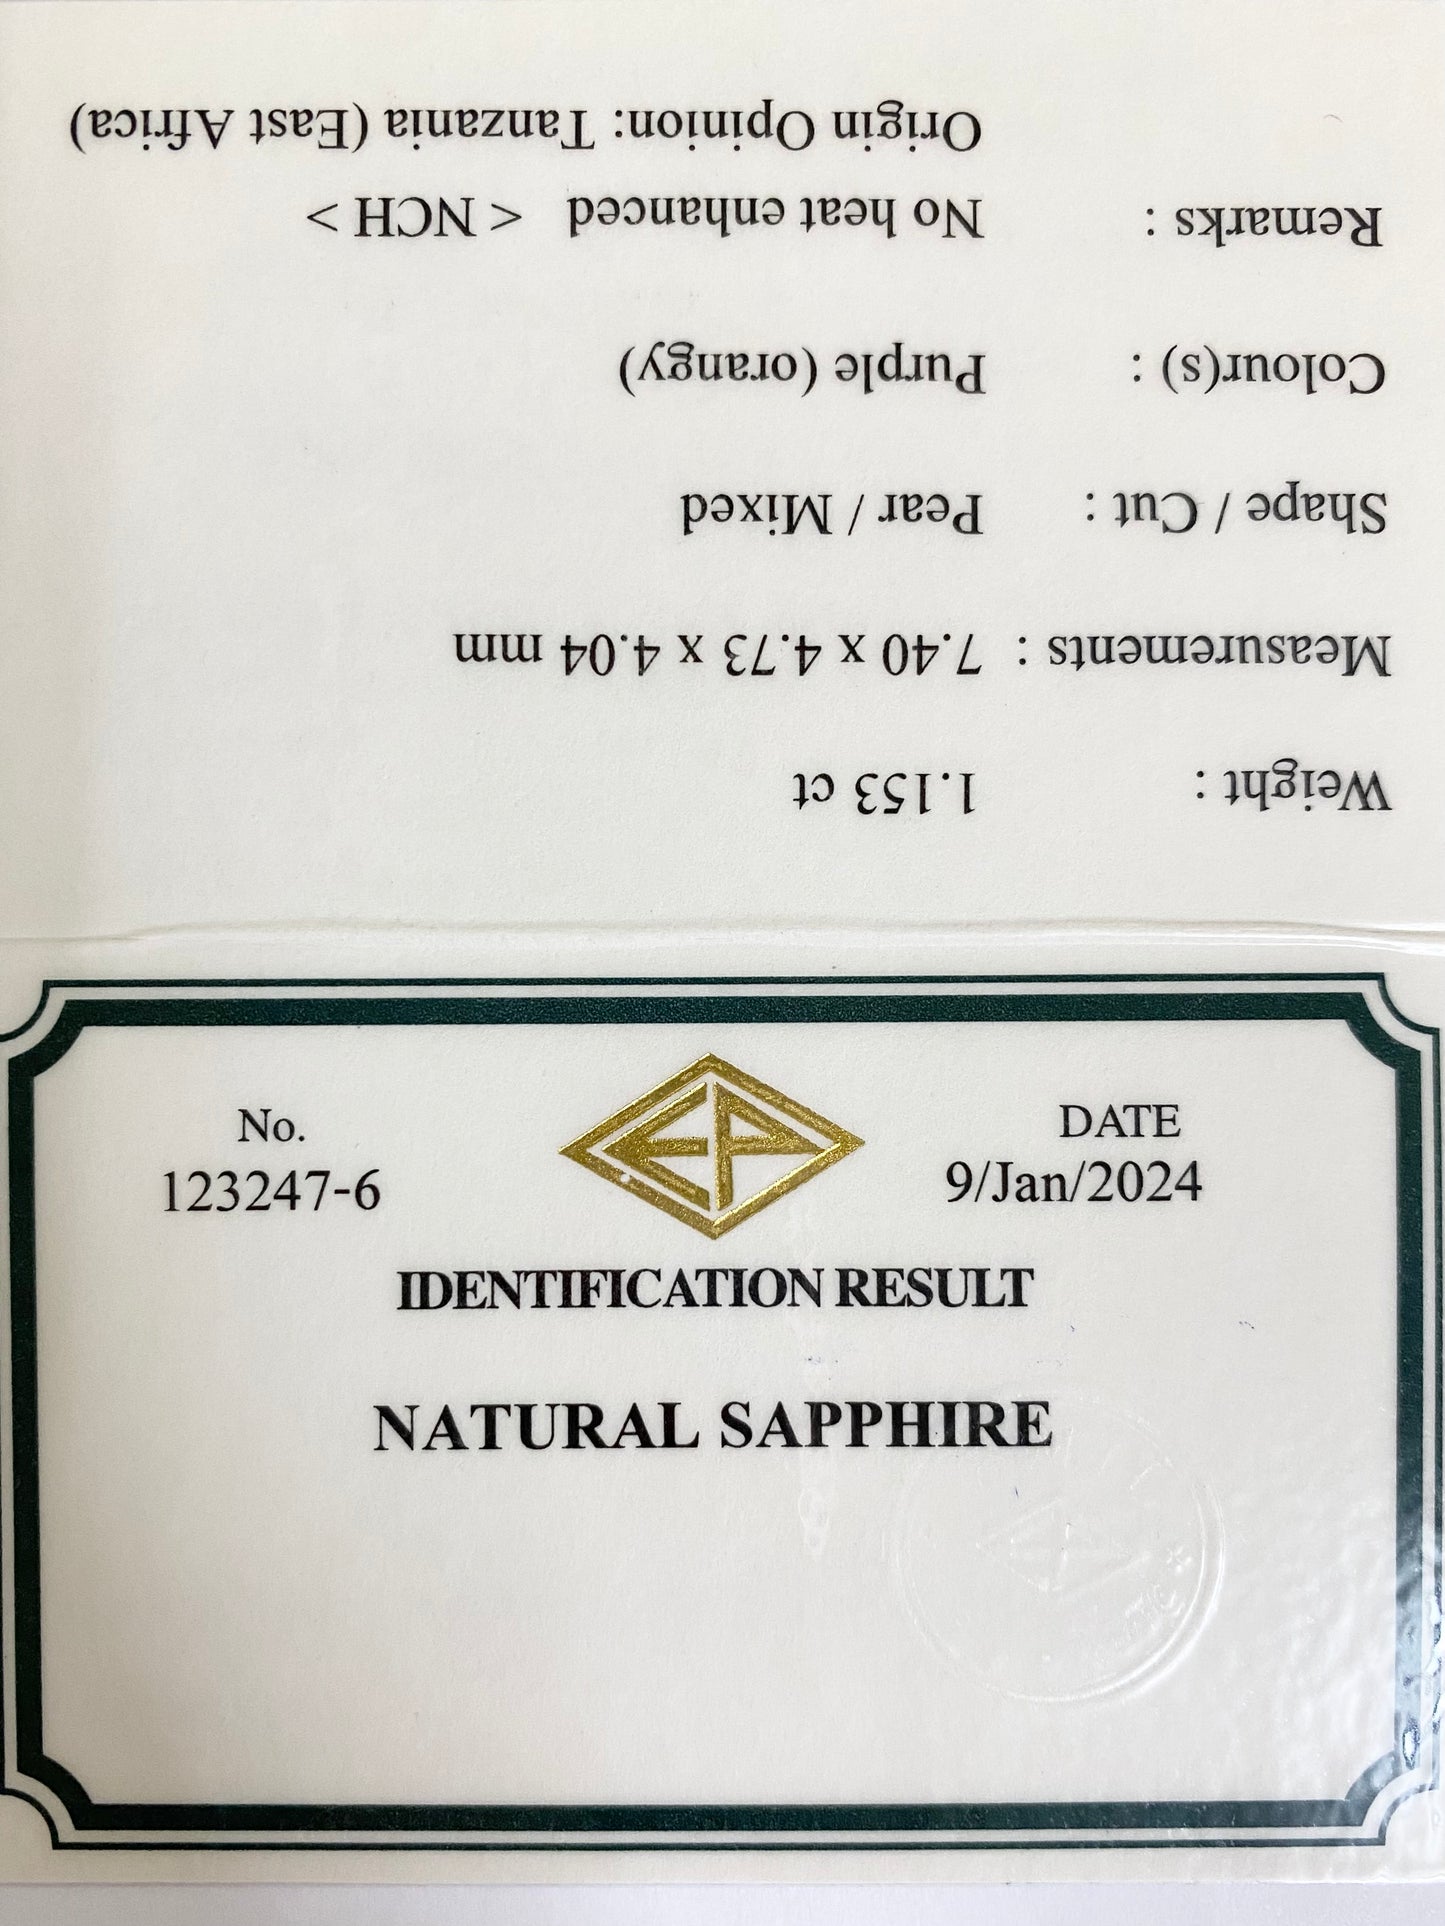 Weight : 1.153 ct
Measurements : 7.40 x 4.73 x 4.04 mm
Shape / Cut : Pear / Mixed
Colour(s) : Purple (orangy)
Remarks : No heat enhanced < NCH >
Origin Opinion: Tanzania (East Africa)
No.
123247-6
EP
DATE
9/Jan/2024
IDENTIFICATION RESULT
NATURAL SAPPHIRE